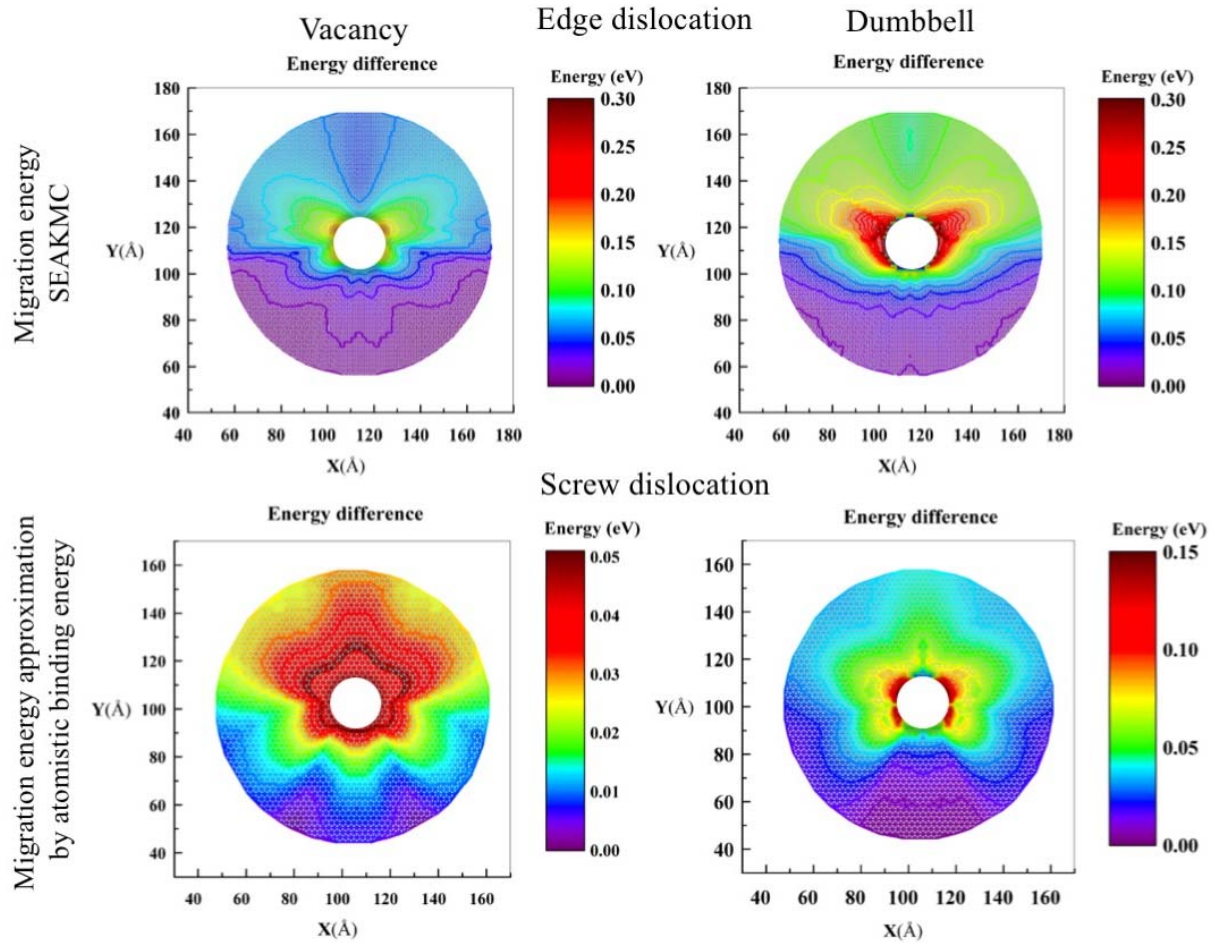 Vacancy
Edge dislocation
Dumbbell
Energy difference
Energy difference
Energy (eV)
Energy (eV)
Migration energy
SEAKMC
180
160
140
120
100
80
60
40
Y(Å)
40 60 80 100 120 140 160 180
X(Å)
0.30
0.25
0.20
0.15
0.10
0.05
0.00
180
160
140
120
100
80
60
40
Y(Å)
40 60 80 100 120 140 160 180
X(Å)
0.30
0.25
0.20
0.15
0.10
0.05
0.00
Screw dislocation
Energy difference
Energy difference
Energy (eV)
Energy (eV)
Migration energy approximation
by atomistic binding energy
160
140
120
100
80
60
40
Y(Å)
40 60 80 100 120 140 160
X(Å)
0.05
0.04
0.03
0.02
0.01
0.00
160
140
120
100
80
60
40
Y(Å)
40 60 80 100 120 140 160
X(Å)
0.15
0.10
0.05
0.00